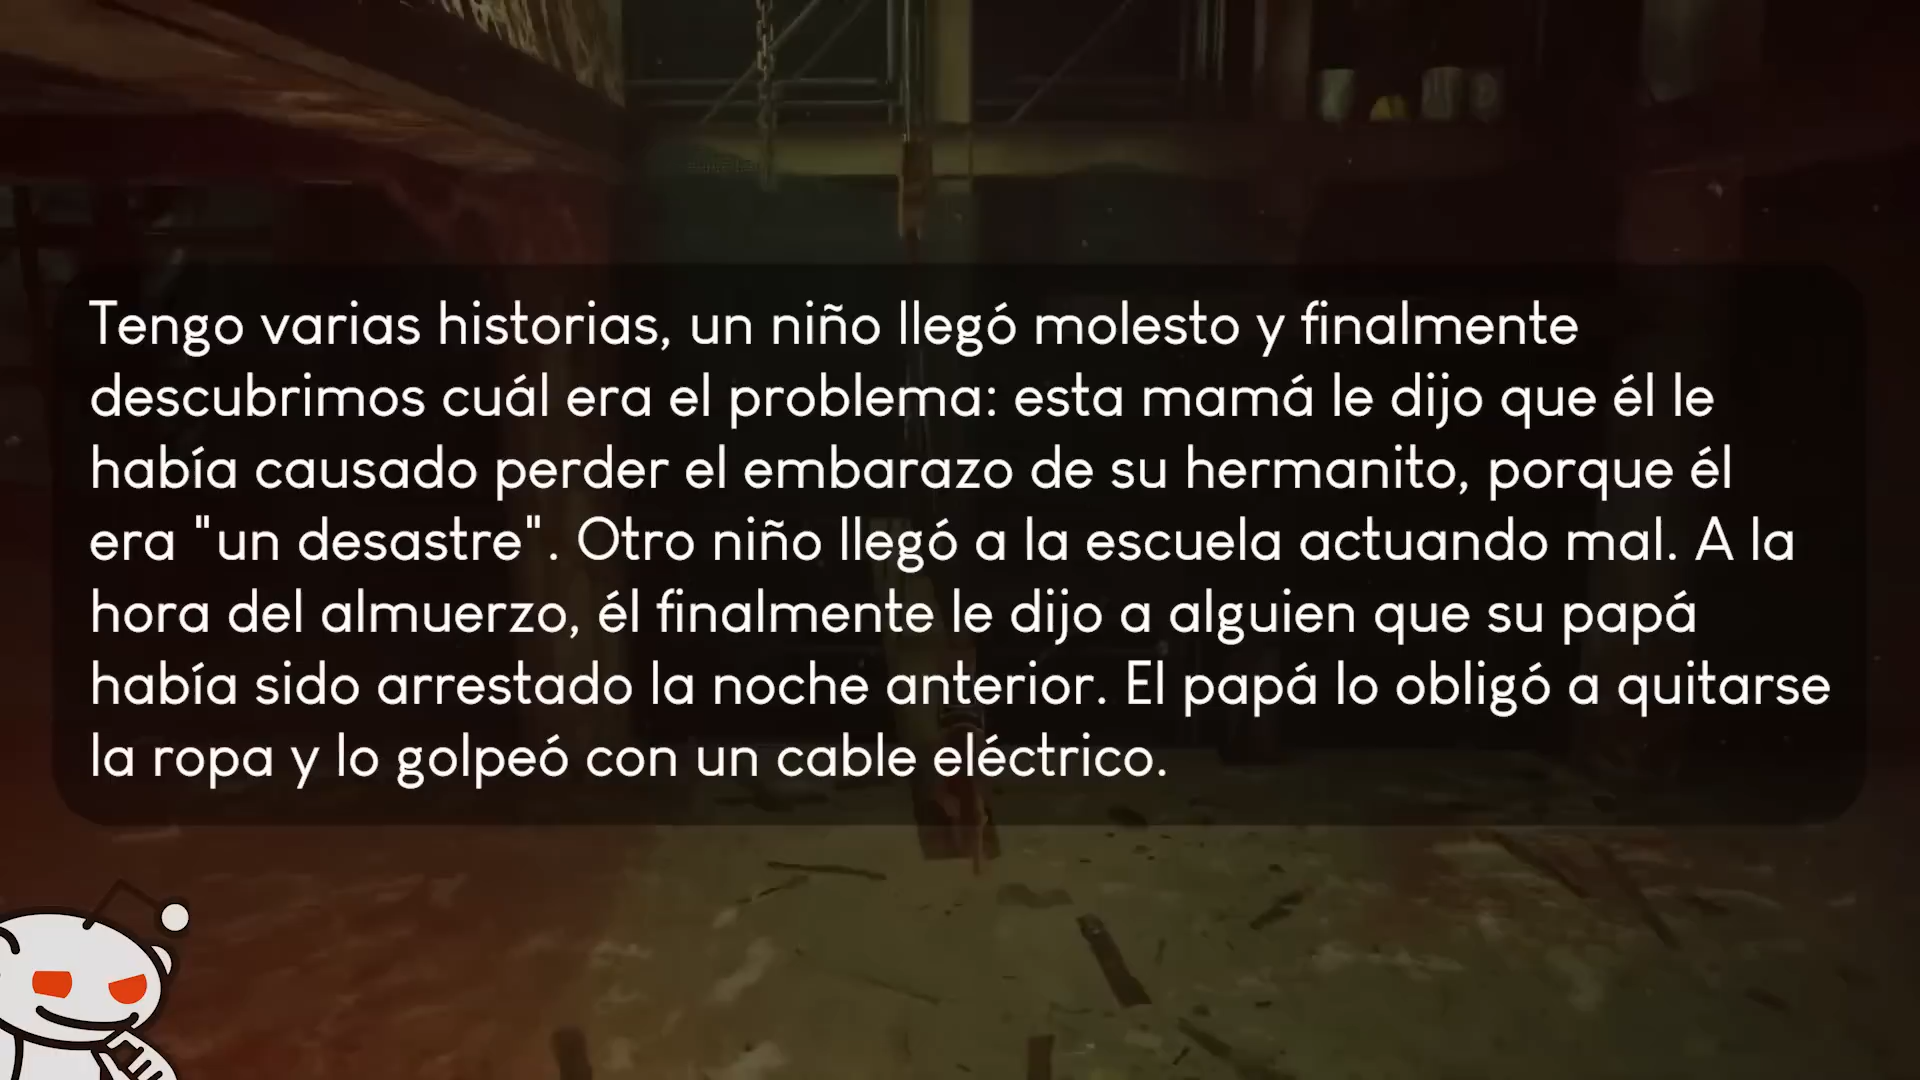 Tengo varias historias, un niño llegó molesto y finalmente
descubrimos cuál era el problema: esta mamá le dijo que él le
había causado perder el embarazo de su hermanito, porque él
era "un desastre". Otro niño llegó a la escuela actuando mal. A la
hora del almuerzo, él finalmente le dijo a alguien que su papá
había sido arrestado la noche anterior. El papá lo obligó a quitarse
la ropa y lo golpeó con un cable eléctrico.